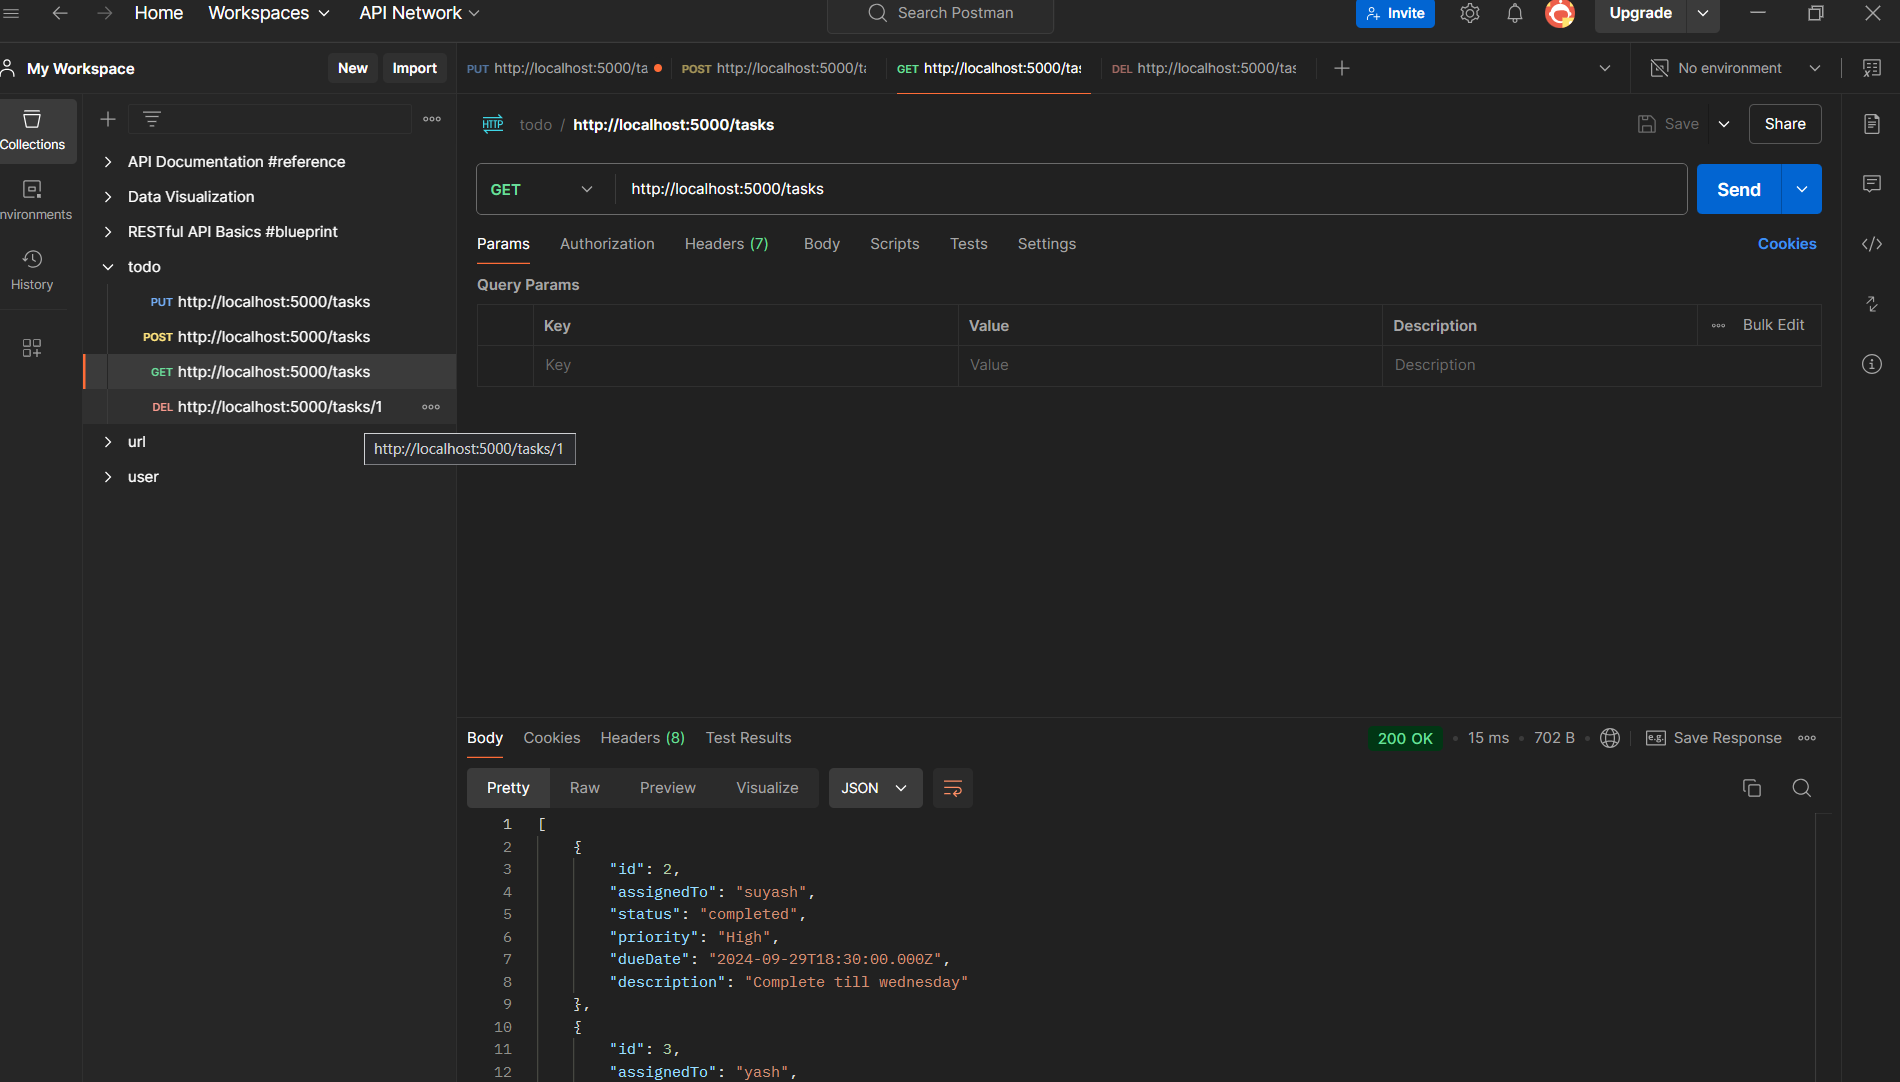 Home Workspaces API Network Search Postman Invite Upgrade
My Workspace New Import PUT http://localhost:5000/ta POST http://localhost:5000/ta GET http://localhost:5000/tas DEL http://localhost:5000/tas No environment
Collections
nvironments
History
API Documentation #reference
Data Visualization
RESTful API Basics #blueprint
todo
PUT http://localhost:5000/tasks
POST http://localhost:5000/tasks
GET http://localhost:5000/tasks
DEL http://localhost:5000/tasks/1
url
user
http://localhost:5000/tasks/1
HTTP todo / http://localhost:5000/tasks Save Share
GET http://localhost:5000/tasks Send
Params Authorization Headers (7) Body Scripts Tests Settings Cookies
Query Params
Key Value Description Bulk Edit
Key Value Description
Body Cookies Headers (8) Test Results 200 OK 15 ms 702 B e.g. Save Response
Pretty Raw Preview Visualize JSON
1 [
2 {
3 "id": 2,
4 "assignedTo": "suyash",
5 "status": "completed",
6 "priority": "High",
7 "dueDate": "2024-09-29T18:30:00.000Z",
8 "description": "Complete till wednesday"
9 },
10 {
11 "id": 3,
12 "assignedTo": "yash",